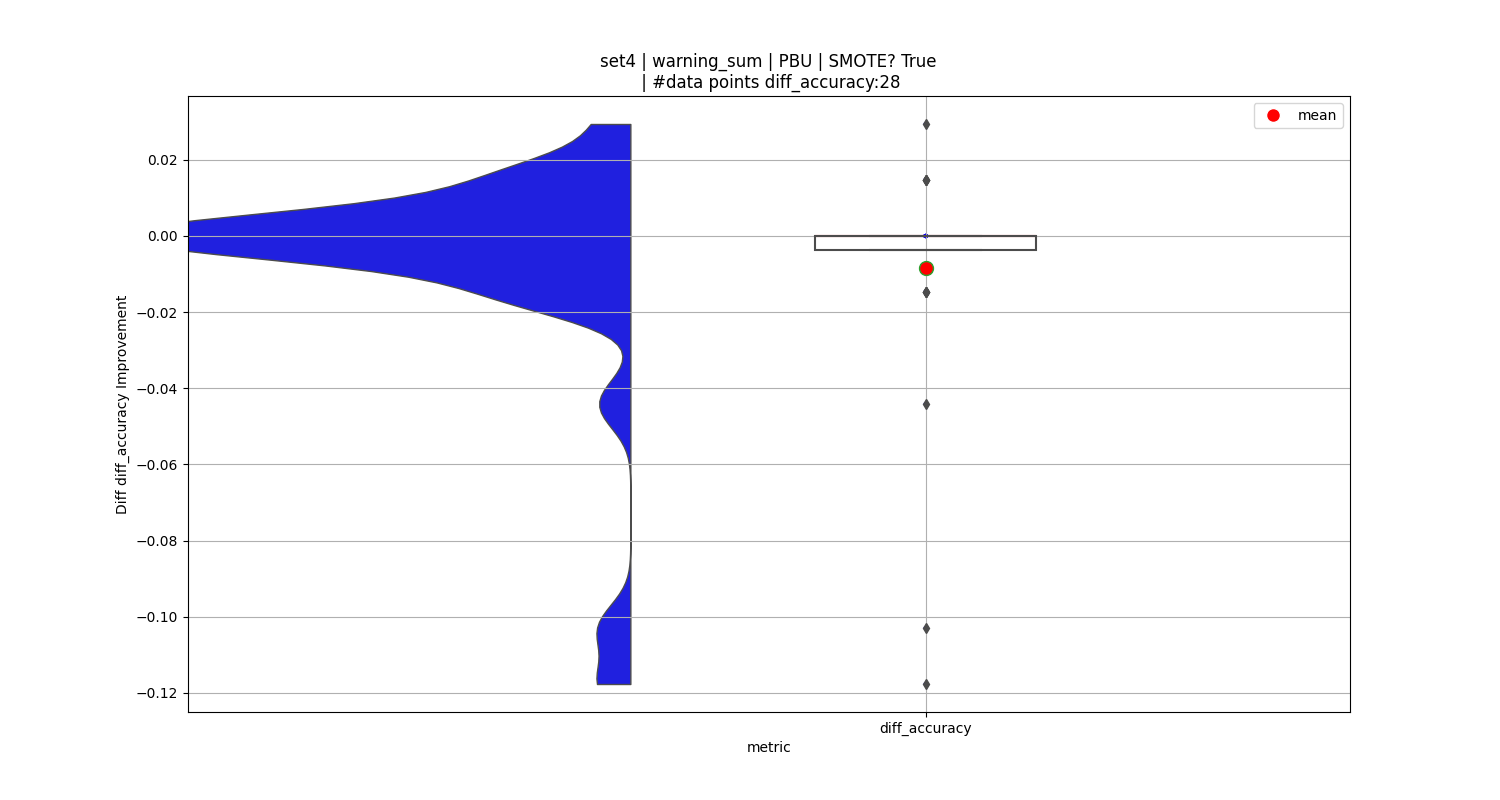 set4 | warning_sum | PBU | SMOTE? True
| #data points diff_accuracy:28
mean
0.02
0.00
−0.02
−0.04
−0.06
−0.08
−0.10
−0.12
Diff diff_accuracy Improvement
diff_accuracy
metric